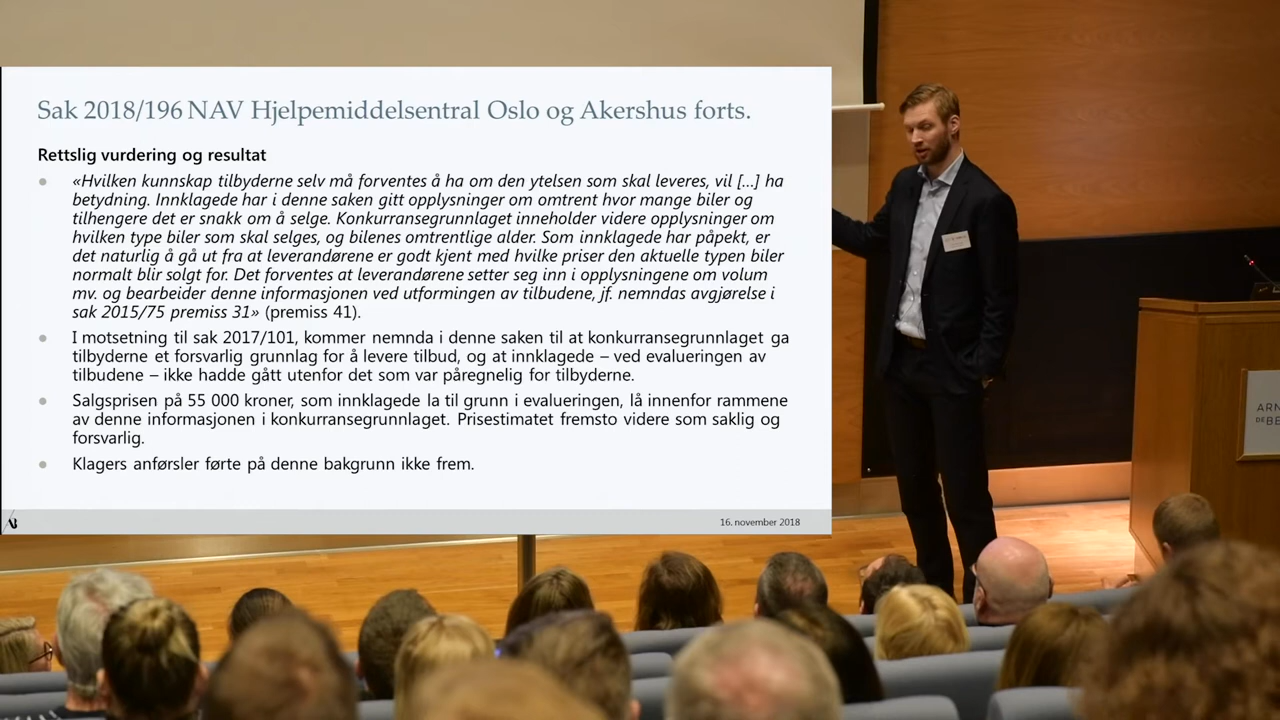 Sak 2018/196 NAV Hjelpemiddelsentral Oslo og Akershus forts.
Rettslig vurdering og resultat
«Hvilken kunnskap tilbyderne selv må forventes å ha om den ytelsen som skal leveres, vil [...] ha
betydning. Innklagede har i denne saken gitt opplysninger om omtrent hvor mange biler og
tilhengere det er snakk om å selge. Konkurransegrunnlaget inneholder videre opplysninger om
hvilken type biler som skal selges, og bilenes omtrentlige alder. Som innklagede har påpekt, er
det naturlig å gå ut fra at leverandørene er godt kjent med hvilke priser den aktuelle typen biler
normalt blir solgt for. Det forventes at leverandørene setter seg inn i opplysningene om volum
mv. og bearbeider denne informasjonen ved utformingen av tilbudene, jf. nemndas avgjørelse i
sak 2015/75 premiss 31» (premiss 41).
I motsetning til sak 2017/101, kommer nemnda i denne saken til at konkurransegrunnlaget ga
tilbyderne et forsvarlig grunnlag for å levere tilbud, og at innklagede – ved evalueringen av
tilbudene – ikke hadde gått utenfor det som var påregnelig for tilbyderne.
Salgsprisen på 55 000 kroner, som innklagede la til grunn i evalueringen, lå innenfor rammene
av denne informasjonen i konkurransegrunnlaget. Prisestimatet fremsto videre som saklig og
forsvarlig.
Klagers anførsler førte på denne bakgrunn ikke frem.
16. november 2018
ARN
DEBE